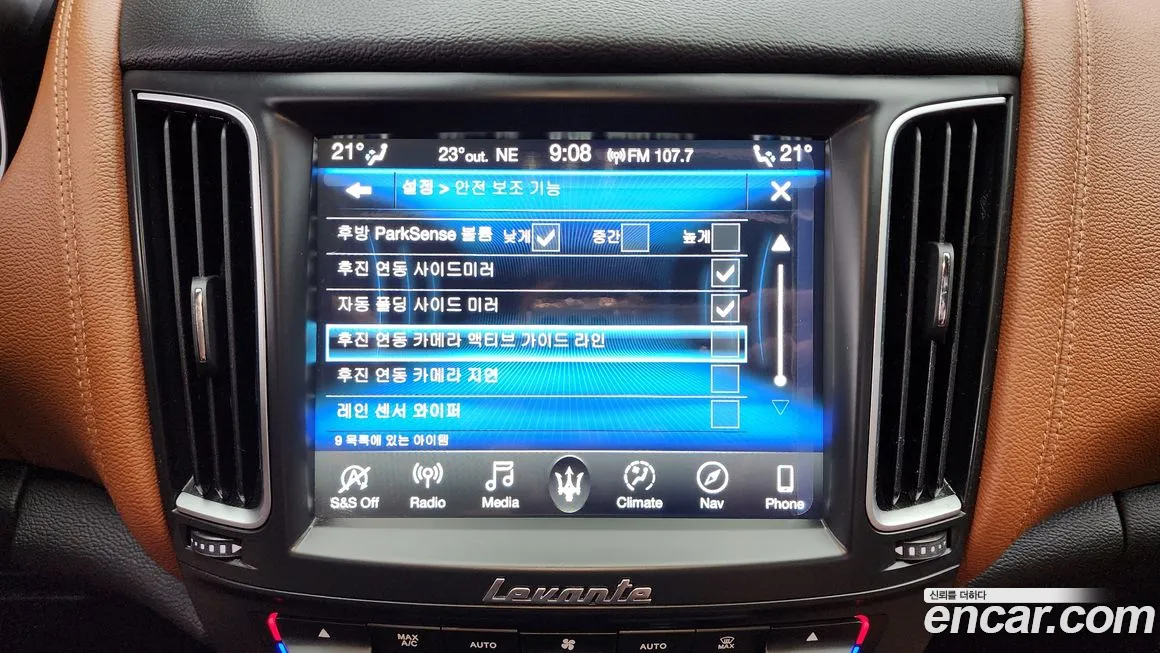 21° 23°out. NE 9:08 FM 107.7 21°
설정 > 안전 보조 기능
후방 ParkSense 볼륨 낮게 중간 높게
후진 연동 사이드미러
자동 폴딩 사이드 미러
후진 연동 카메라 액티브 가이드 라인
후진 연동 카메라 지연
레인 센서 와이퍼
9 목록에 있는 아이템
S&S Off Radio Media Climate Nav Phone
Levante
MAX A/C AUTO AUTO MAX
신뢰를 더하다
encar.com